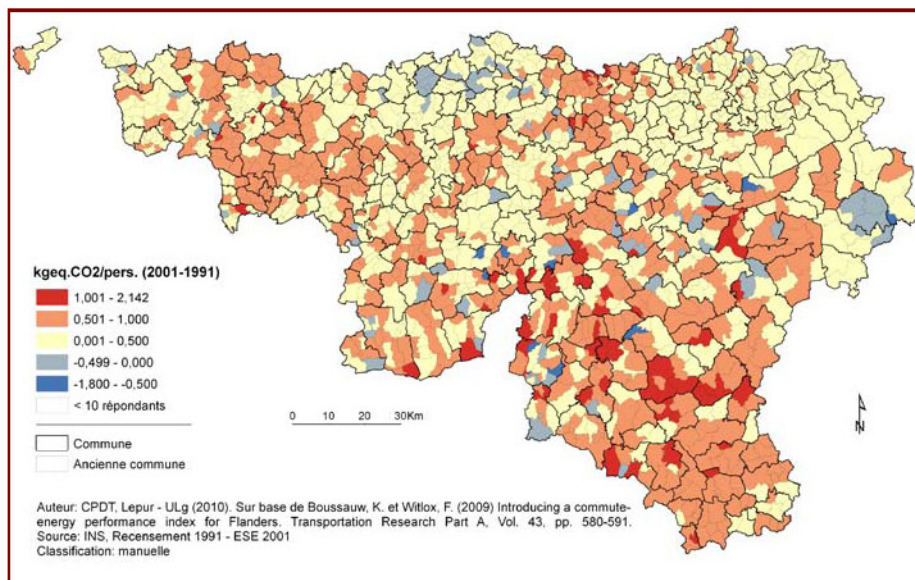 kgeq.CO2/pers. (2001-1991)
1,001 - 2,142
0,501 - 1,000
0,001 - 0,500
-0,499 - 0,000
-1,800 - -0,500
< 10 répondants
Commune
Ancienne commune
0 10 20 30Km
N
Auteur: CPDT, Lepur - ULg (2010). Sur base de Boussauw, K. et Witlox, F. (2009) Introducing a commute-
energy performance index for Flanders. Transportation Research Part A, Vol. 43, pp. 580-591.
Source: INS, Recensement 1991 - ESE 2001
Classification: manuelle